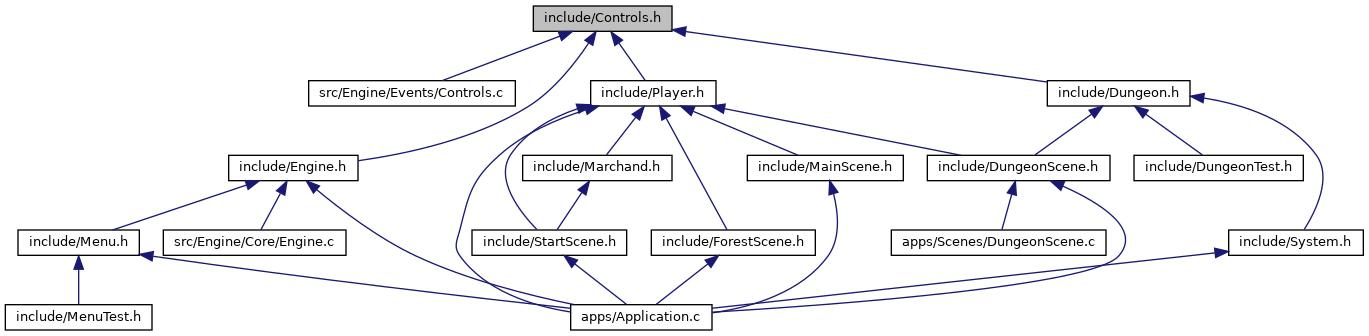 include/Controls.h
src/Engine/Events/Controls.c
include/Player.h
include/Dungeon.h
include/Engine.h
include/Marchand.h
include/MainScene.h
include/DungeonScene.h
include/DungeonTest.h
include/Menu.h
src/Engine/Core/Engine.c
include/StartScene.h
include/ForestScene.h
apps/Scenes/DungeonScene.c
include/System.h
include/MenuTest.h
apps/Application.c